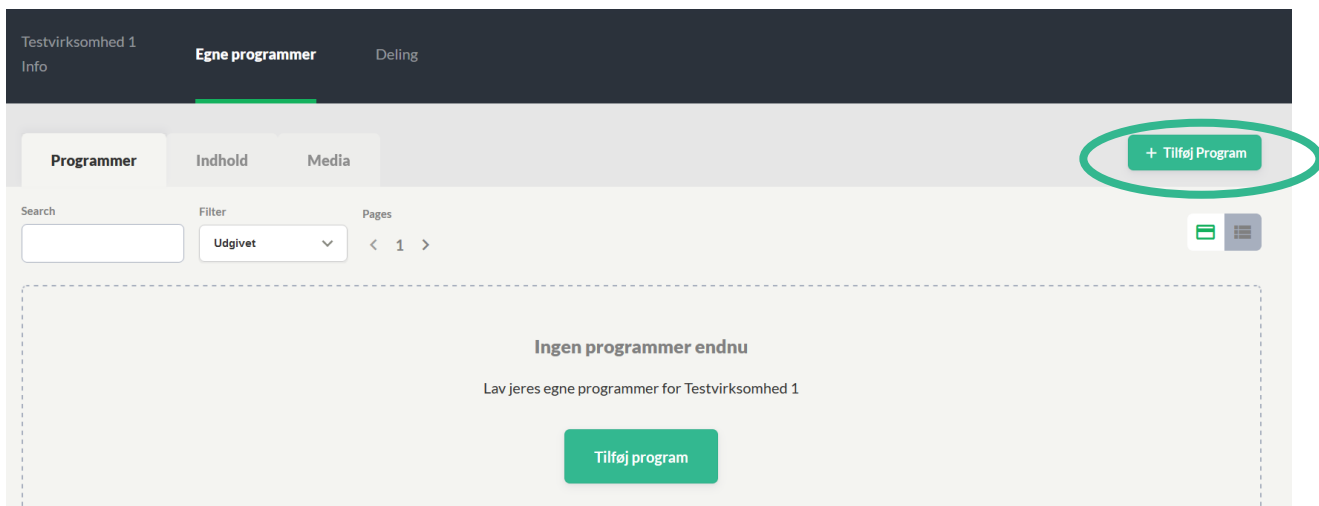 Testvirksomhed 1
Info
Egne programmer
Deling
Programmer
Indhold
Media
+ Tilføj Program
Search
Filter
Pages
Udgivet
< 1 >
Ingen programmer endnu
Lav jeres egne programmer for Testvirksomhed 1
Tilføj program